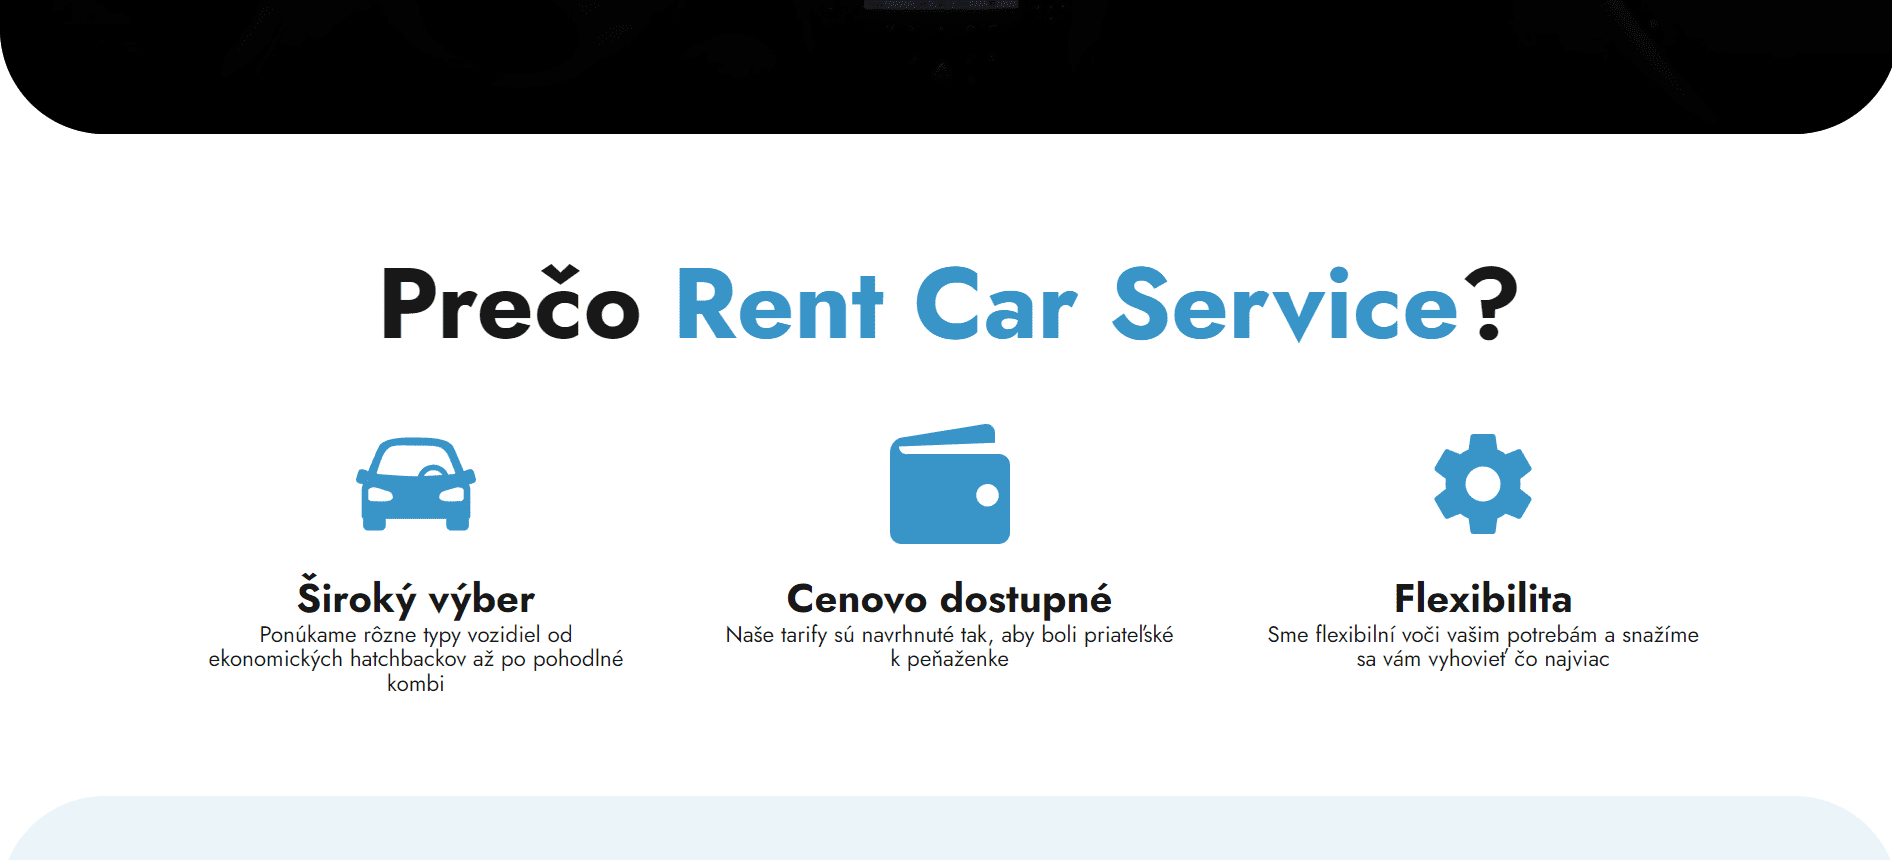 Prečo Rent Car Service?
Široký výber
Ponúkame rôzne typy vozidiel od
ekonomických hatchbackov až po pohodlné
kombi
Cenovo dostupné
Naše tarify sú navrhnuté tak, aby boli priateľské
k peňaženke
Flexibilita
Sme flexibilní voči vašim potrebám a snažíme
sa vám vyhovieť čo najviac